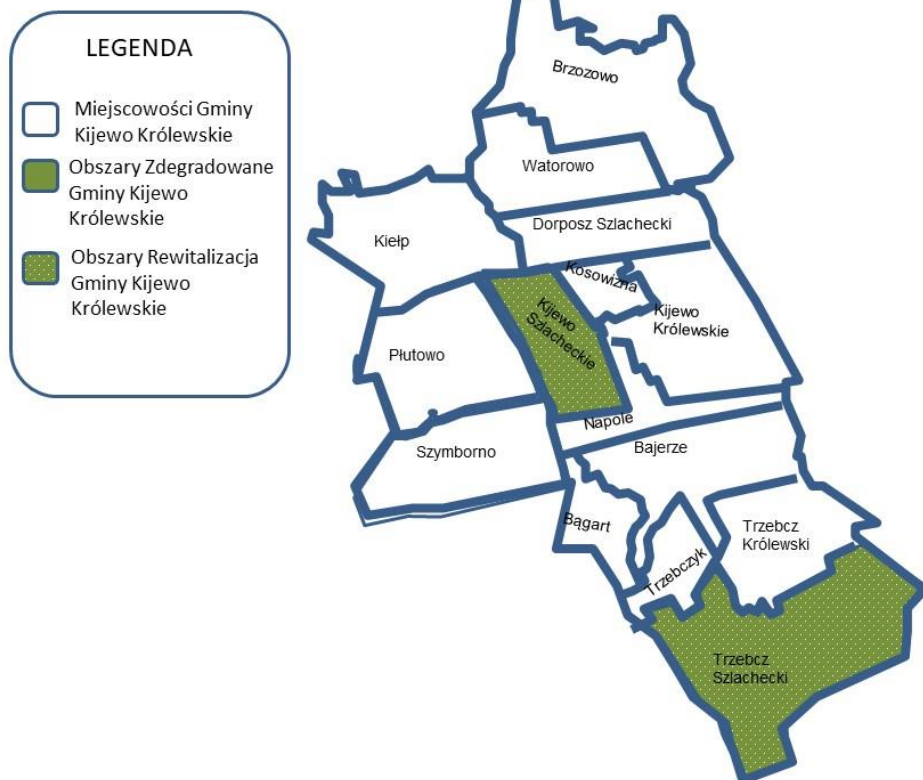 LEGENDA
Miejscowości Gminy
Kijewo Królewskie
Obszary Zdegradowane
Gminy Kijewo
Królewskie
Obszary Rewitalizacja
Gminy Kijewo
Królewskie
Brzozowo
Watorowo
Dorposz Szlachecki
Kiełp
Kosowizna
Kijewo
Szlacheckie
Kijewo
Królewskie
Płutowo
Napole
Szymborno
Bajerze
Bągart
Trzebcz
Królewski
Trzebczyk
Trzebcz
Szlachecki